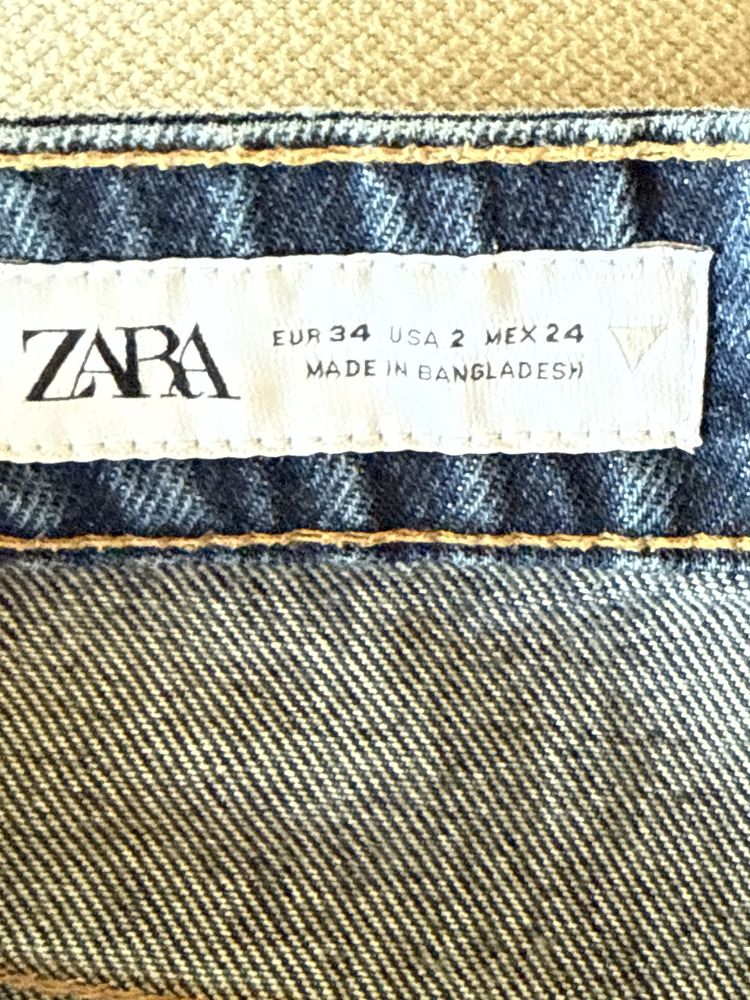 ZARA
EUR 34 USA 2 MEX 24
MADE IN BANGLADESH